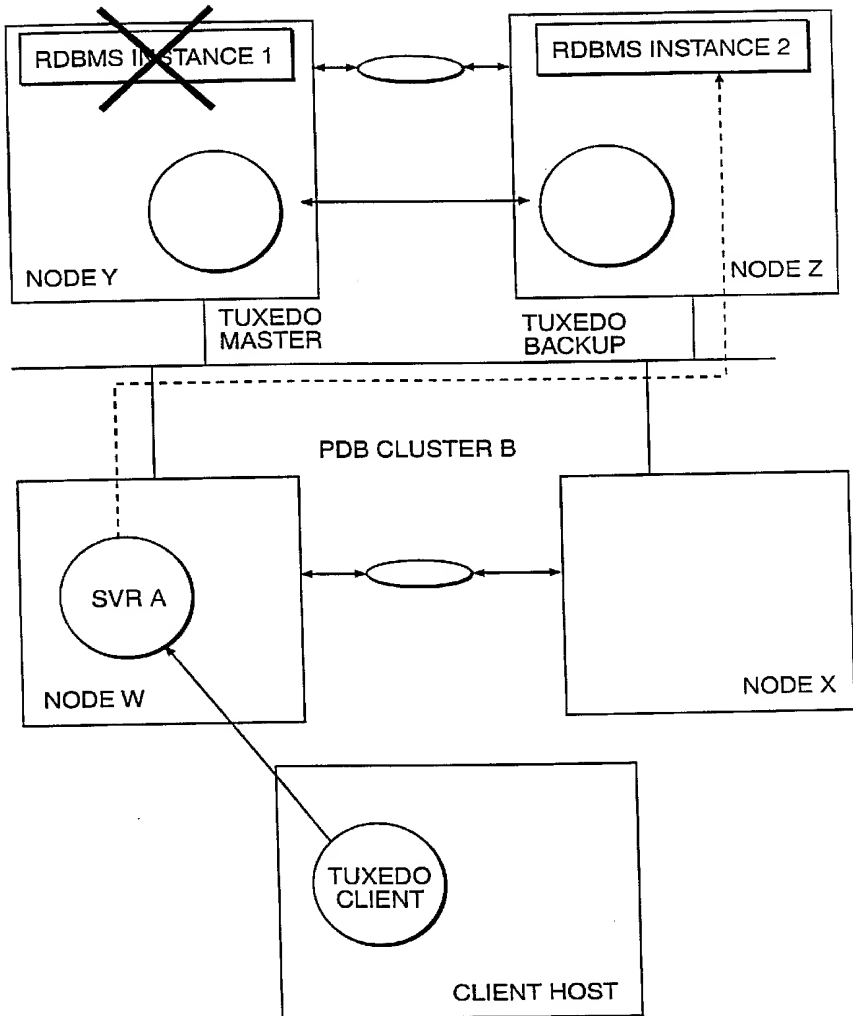 RDBMS INSTANCE 1
RDBMS INSTANCE 2
NODE Y
NODE Z
TUXEDO
MASTER
TUXEDO
BACKUP
PDB CLUSTER B
SVR A
NODE W
NODE X
TUXEDO
CLIENT
CLIENT HOST